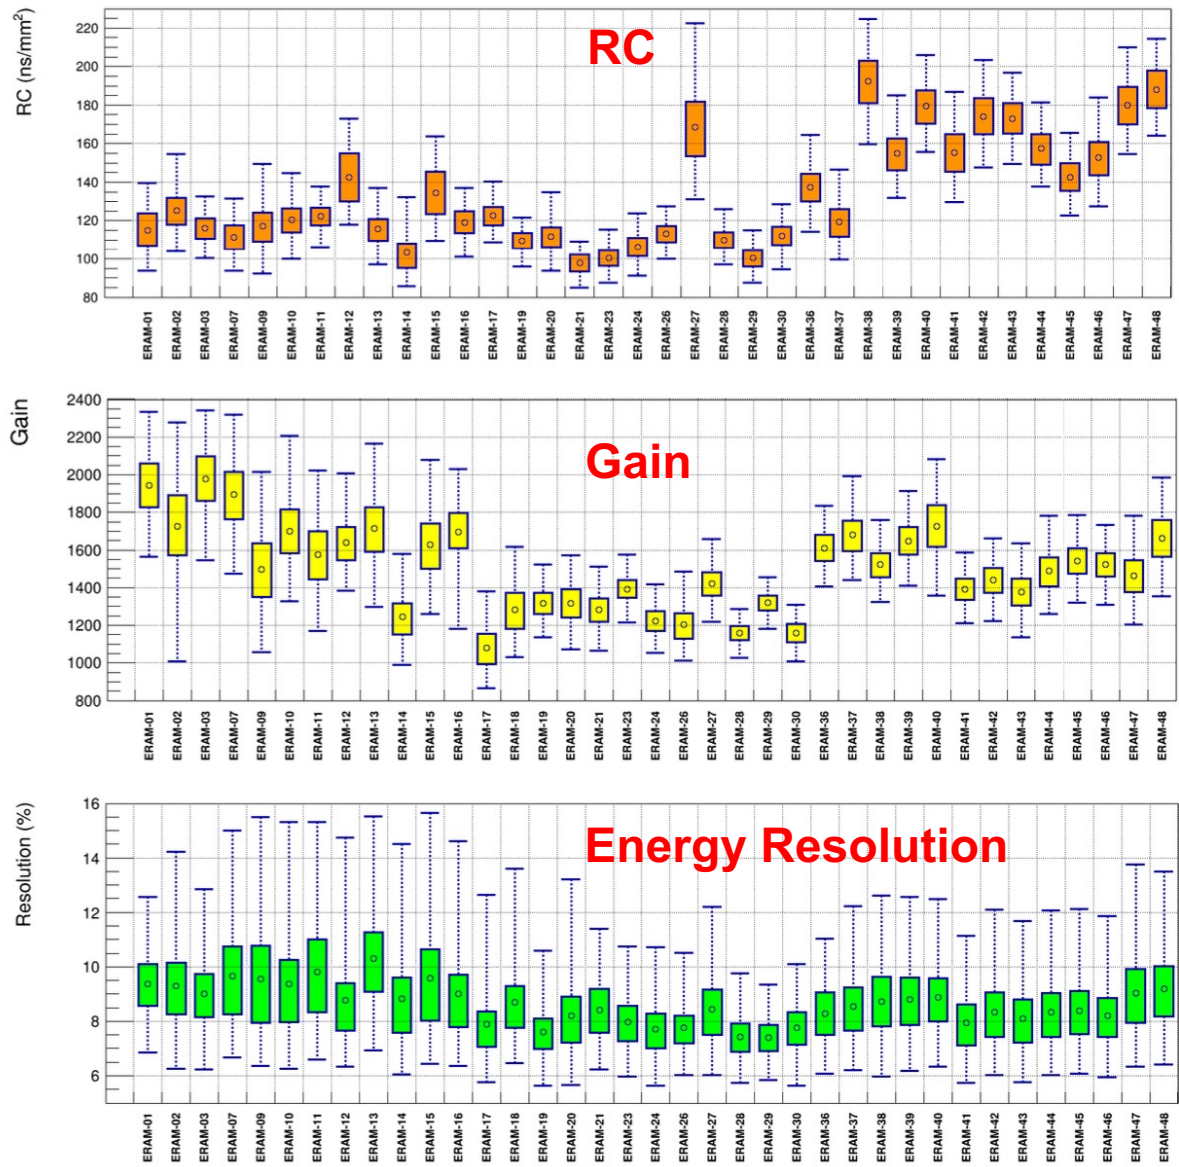 RC
RC (ns/mm²)
220
200
180
160
140
120
100
80
ERAM-01
ERAM-02
ERAM-03
ERAM-07
ERAM-09
ERAM-10
ERAM-11
ERAM-12
ERAM-13
ERAM-14
ERAM-15
ERAM-16
ERAM-17
ERAM-19
ERAM-20
ERAM-21
ERAM-23
ERAM-24
ERAM-26
ERAM-27
ERAM-28
ERAM-29
ERAM-30
ERAM-36
ERAM-37
ERAM-38
ERAM-39
ERAM-40
ERAM-41
ERAM-42
ERAM-43
ERAM-44
ERAM-45
ERAM-46
ERAM-47
ERAM-48
Gain
Gain
2400
2200
2000
1800
1600
1400
1200
1000
800
ERAM-01
ERAM-02
ERAM-03
ERAM-07
ERAM-09
ERAM-10
ERAM-11
ERAM-12
ERAM-13
ERAM-14
ERAM-15
ERAM-16
ERAM-17
ERAM-18
ERAM-19
ERAM-20
ERAM-21
ERAM-23
ERAM-24
ERAM-26
ERAM-27
ERAM-28
ERAM-29
ERAM-30
ERAM-36
ERAM-37
ERAM-38
ERAM-39
ERAM-40
ERAM-41
ERAM-42
ERAM-43
ERAM-44
ERAM-45
ERAM-46
ERAM-47
ERAM-48
Energy Resolution
Resolution (%)
16
14
12
10
8
6
ERAM-01
ERAM-02
ERAM-03
ERAM-07
ERAM-09
ERAM-10
ERAM-11
ERAM-12
ERAM-13
ERAM-14
ERAM-15
ERAM-16
ERAM-17
ERAM-18
ERAM-19
ERAM-20
ERAM-21
ERAM-23
ERAM-24
ERAM-26
ERAM-27
ERAM-28
ERAM-29
ERAM-30
ERAM-36
ERAM-37
ERAM-38
ERAM-39
ERAM-40
ERAM-41
ERAM-42
ERAM-43
ERAM-44
ERAM-45
ERAM-46
ERAM-47
ERAM-48